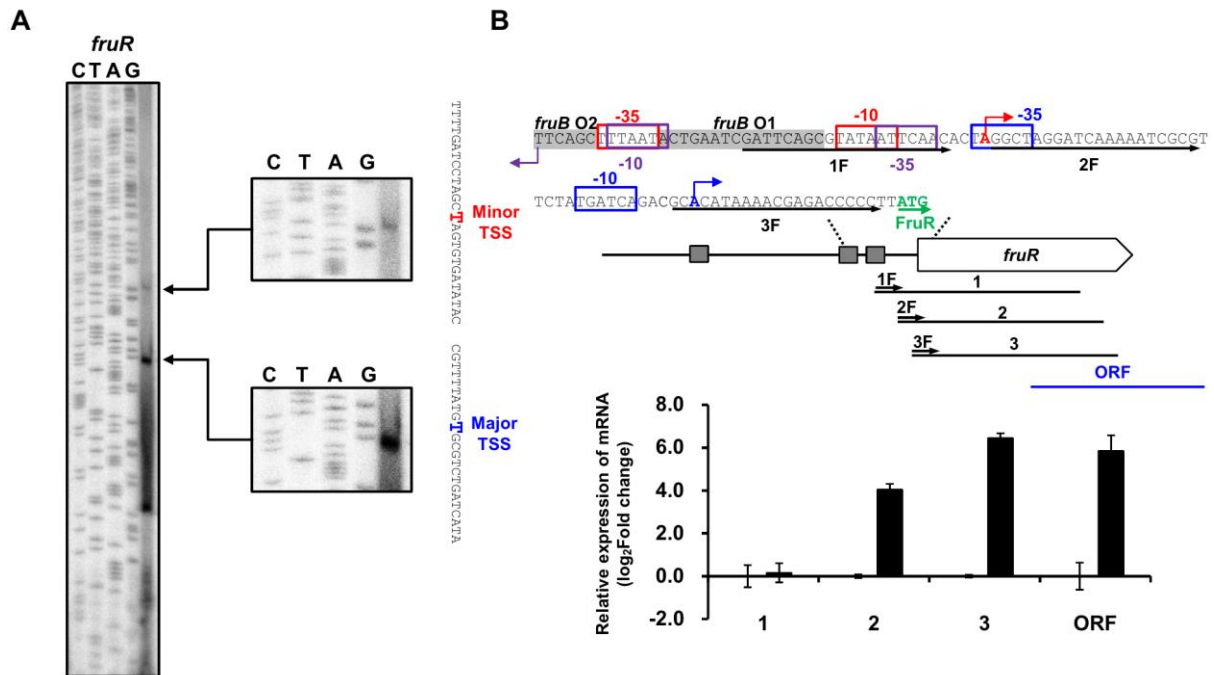 A
B
fruR
C T A G
C T A G
C T A G
TTTTGATCCTAGCTAGTGTGATATAC
Minor
TSS
CGTTTTATGTGCGTCTGATCATA
Major
TSS
fruB O2 -35 fruB O1 -10 -35
TTCAGCTTTAATACTGAATCGATTCAGCGTATAATTCAACACTAGGCTAGGATCAAAAATCGCGT
-10 1F -35 2F
-10
TCTATGATCAGACGCACATAAAACGAGACCCCCTTATG
3F FruR
fruR
1F 1
2F 2
3F 3
ORF
Relative expression of mRNA
(log2Fold change)
8.0
6.0
4.0
2.0
0.0
-2.0
1 2 3 ORF